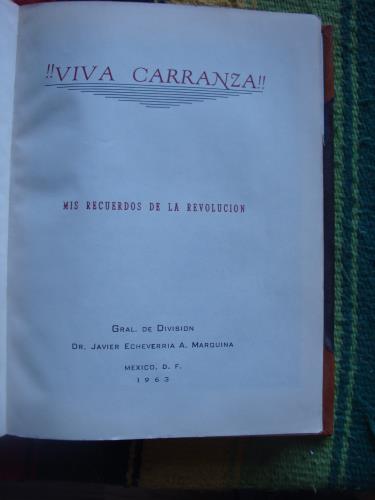 !!VIVA CARRANZA!!
MIS RECUERDOS DE LA REVOLUCION
GRAL. DE DIVISION
DR. JAVIER ECHEVERRIA A. MARQUINA
MEXICO, D. F.
1963